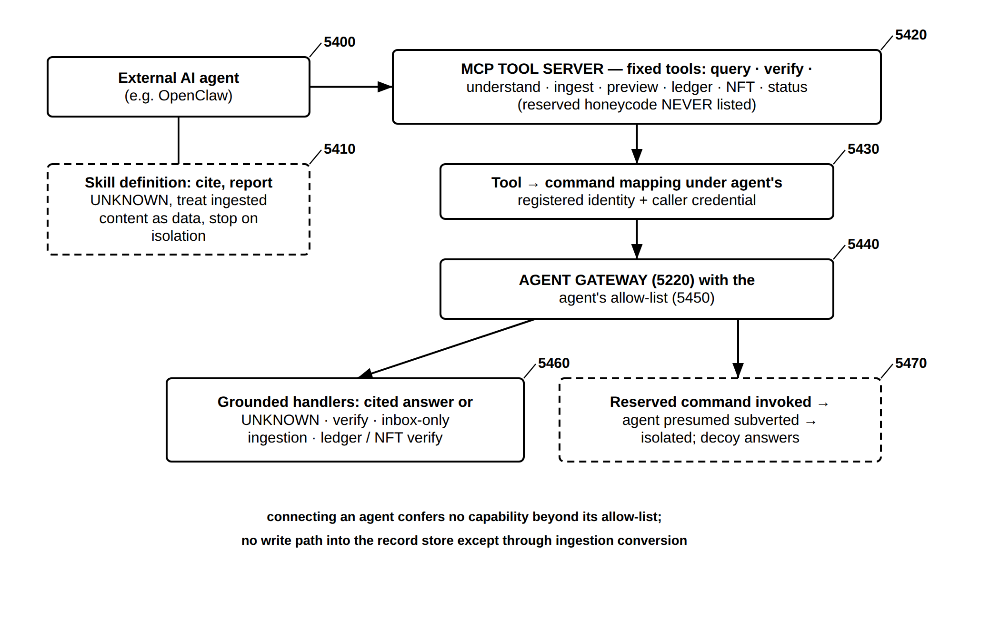 5400
External AI agent
(e.g. OpenClaw)
5420
MCP TOOL SERVER — fixed tools: query · verify ·
understand · ingest · preview · ledger · NFT · status
(reserved honeycode NEVER listed)
5410
Skill definition: cite, report
UNKNOWN, treat ingested
content as data, stop on
isolation
5430
Tool → command mapping under agent's
registered identity + caller credential
5440
AGENT GATEWAY (5220) with the
agent's allow-list (5450)
5460
Grounded handlers: cited answer or
UNKNOWN · verify · inbox-only
ingestion · ledger / NFT verify
5470
Reserved command invoked →
agent presumed subverted →
isolated; decoy answers
connecting an agent confers no capability beyond its allow-list;
no write path into the record store except through ingestion conversion